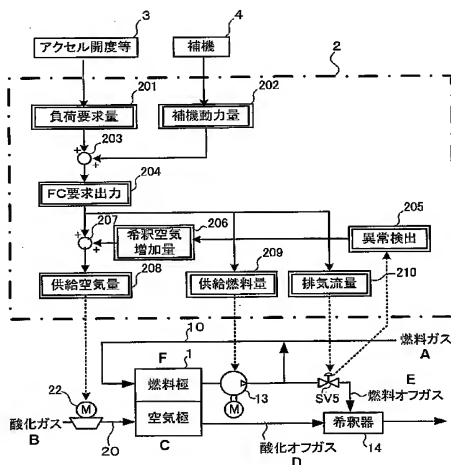 3
4
アクセル開度等
補機
2
201
202
負荷要求量
補機動力量
203
+
+
204
FC要求出力
205
206
207
+
+
希釈空気
増加量
異常検出
208
209
210
供給空気量
供給燃料量
排気流量
10
燃料ガス
A
F
1
E
22
M
燃料極
13
SV5
燃料オフガス
酸化ガス
B
20
空気極
M
希釈器
C
酸化オフガス
D
14